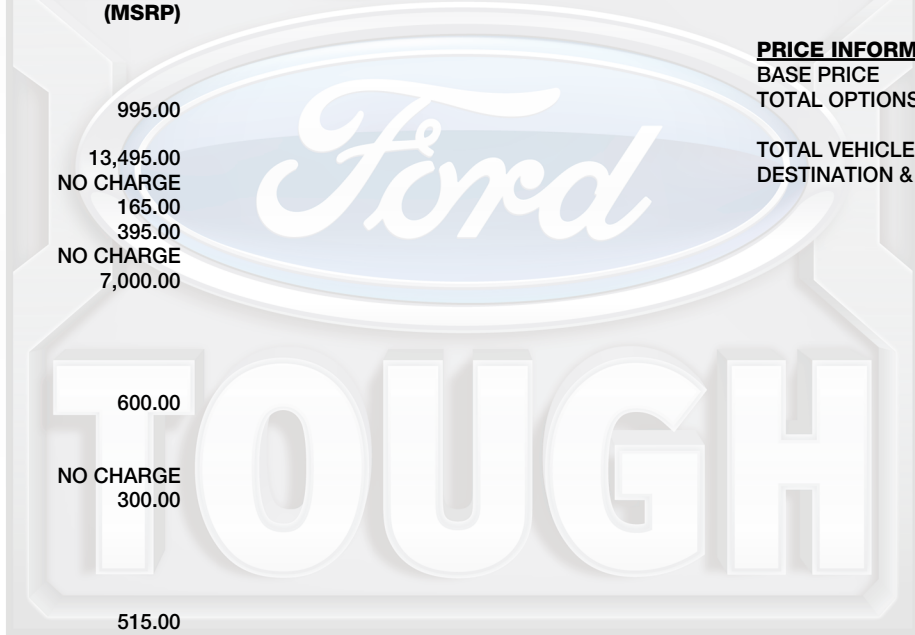 (MSRP)
995.00
13,495.00
NO CHARGE
165.00
395.00
NO CHARGE
7,000.00
600.00
NO CHARGE
300.00
515.00
PRICE INFORM
BASE PRICE
TOTAL OPTIONS
TOTAL VEHICLE
DESTINATION &
Ford
TOUGH